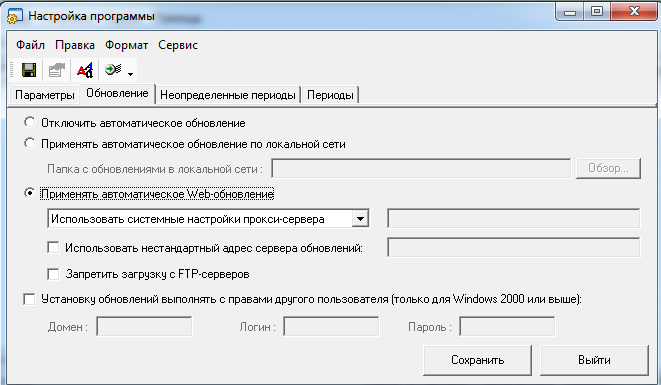 Настройка программы
Файл Правка Формат Сервис
Параметры Обновление Неопределенные периоды Периоды
Отключить автоматическое обновление
Применять автоматическое обновление по локальной сети
Папка с обновлениями в локальной сети : Обзор...
Применять автоматическое Web-обновление
Использовать системные настройки прокси-сервера
Использовать нестандартный адрес сервера обновлений:
Запретить загрузку с FTP-серверов
Установку обновлений выполнять с правами другого пользователя (только для Windows 2000 или выше):
Домен : Логин : Пароль :
Сохранить Выйти